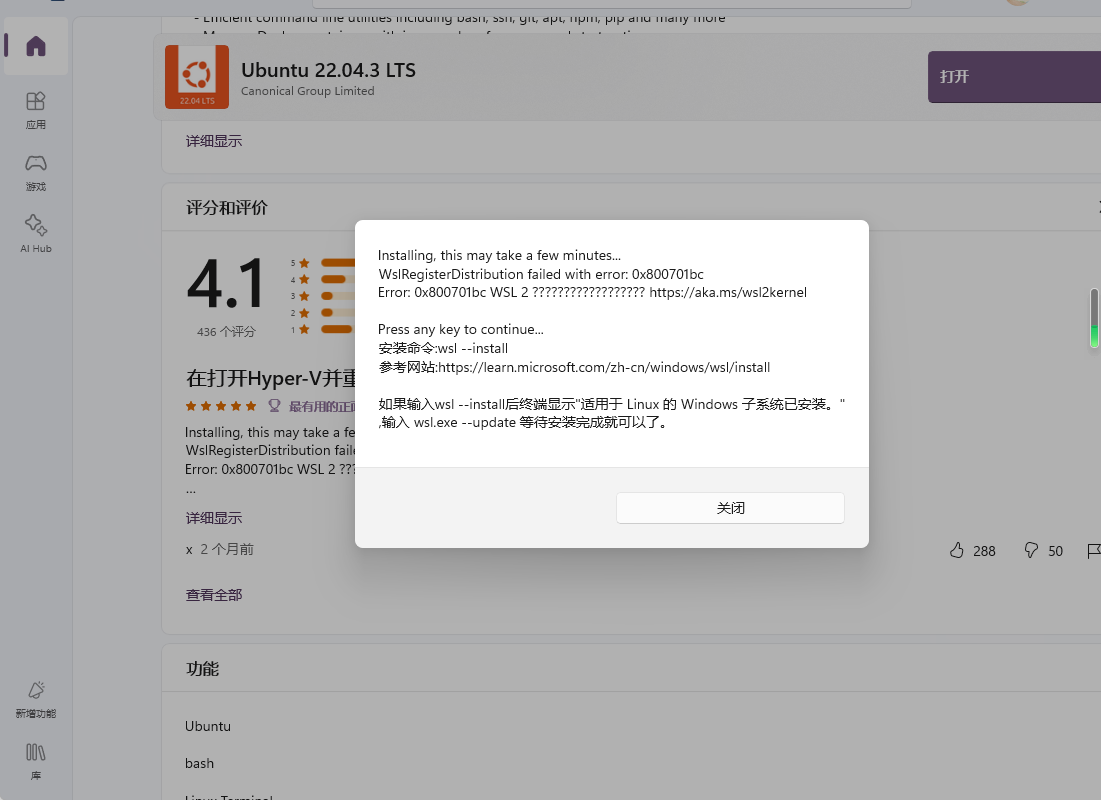 - Efficient command line utilities including bash, ssh, git, apt, npm, pip and many more
Ubuntu 22.04.3 LTS
Canonical Group Limited
22.04 LTS
打开
详细显示
应用
游戏
AI Hub
评分和评价
4.1
436 个评分
5
4
3
2
1
Installing, this may take a few minutes...
WslRegisterDistribution failed with error: 0x800701bc
Error: 0x800701bc WSL 2 ?????????????????? https://aka.ms/wsl2kernel
Press any key to continue...
安装命令:wsl --install
参考网站:https://learn.microsoft.com/zh-cn/windows/wsl/install
如果输入wsl --install后终端显示"适用于 Linux 的 Windows 子系统已安装。"
,输入 wsl.exe --update 等待安装完成就可以了。
关闭
在打开Hyper-V并重
最有用的正
Installing, this may take a fe
WslRegisterDistribution faile
Error: 0x800701bc WSL 2 ???
...
详细显示
x 2 个月前
288
50
查看全部
功能
Ubuntu
bash
Linux Terminal
新增功能
库